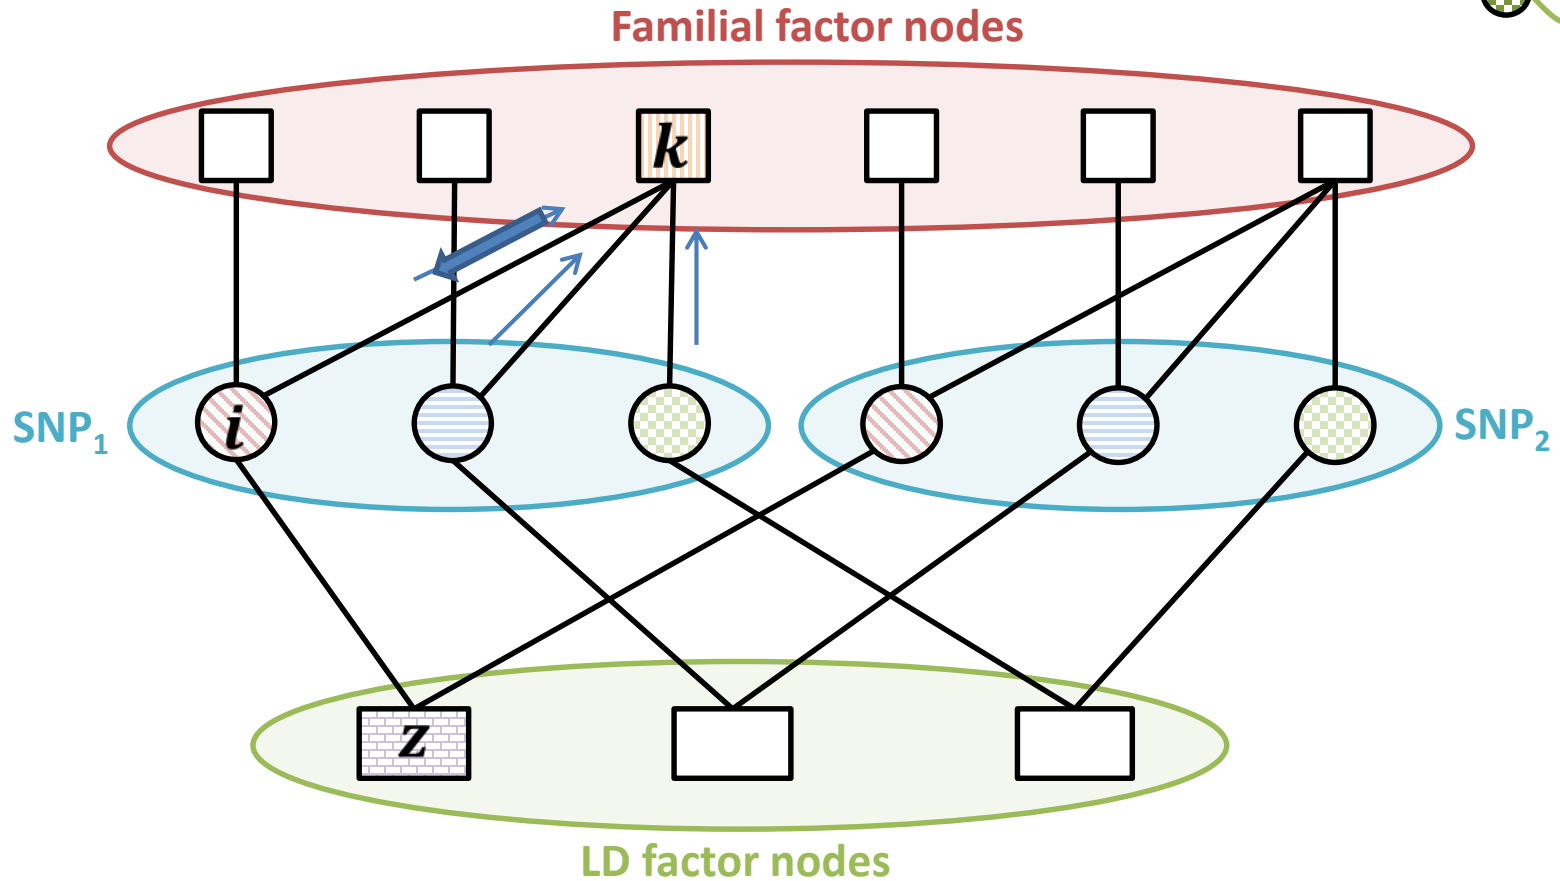 Familial factor nodes
k
SNP1
i
SNP2
z
LD factor nodes